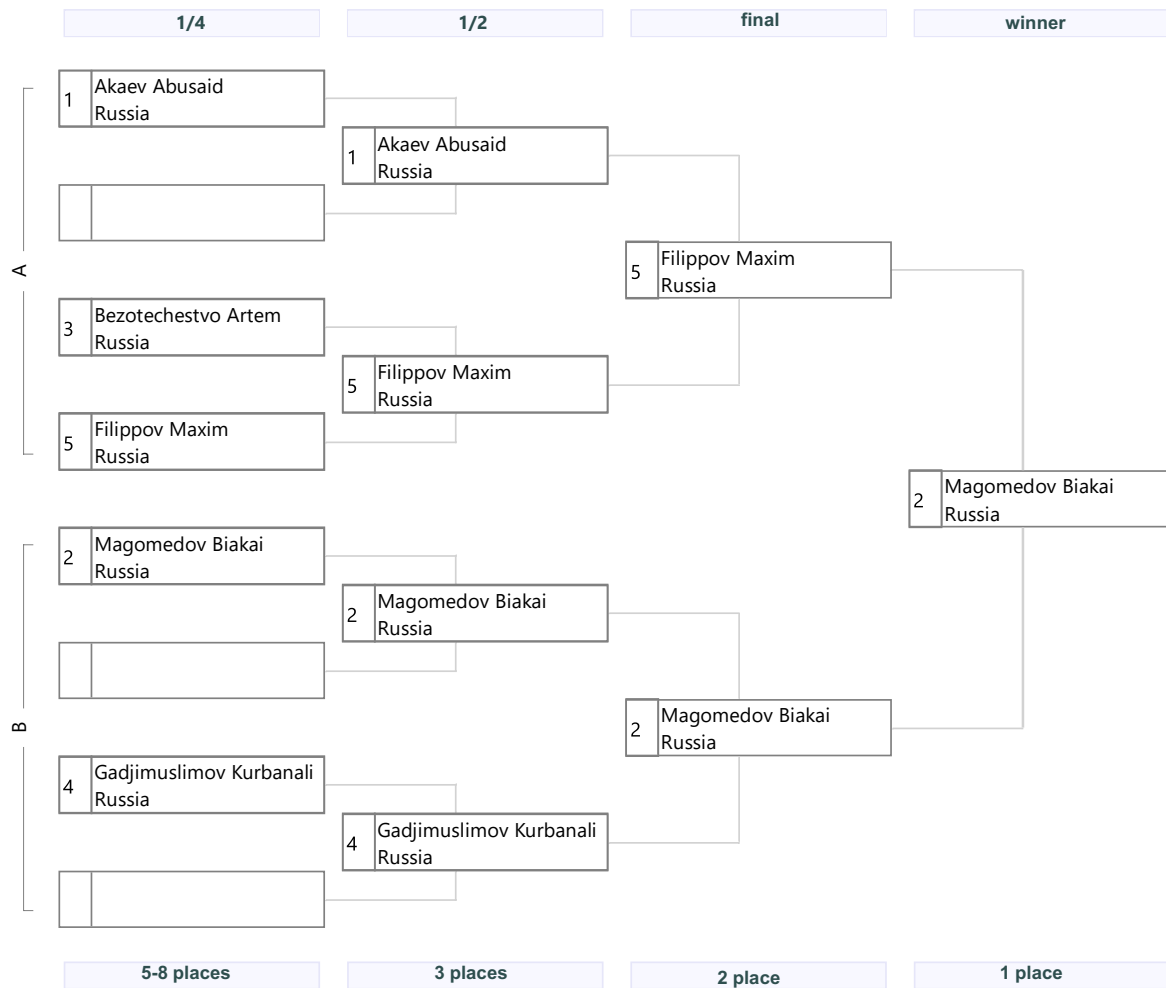 1/4
1/2
final
winner
A
1
Akaev Abusaid
Russia
3
Bezotechestvo Artem
Russia
5
Filippov Maxim
Russia
B
2
Magomedov Biakai
Russia
4
Gadjimuslimov Kurbanali
Russia
1
Akaev Abusaid
Russia
5
Filippov Maxim
Russia
2
Magomedov Biakai
Russia
4
Gadjimuslimov Kurbanali
Russia
5
Filippov Maxim
Russia
2
Magomedov Biakai
Russia
2
Magomedov Biakai
Russia
5-8 places
3 places
2 place
1 place